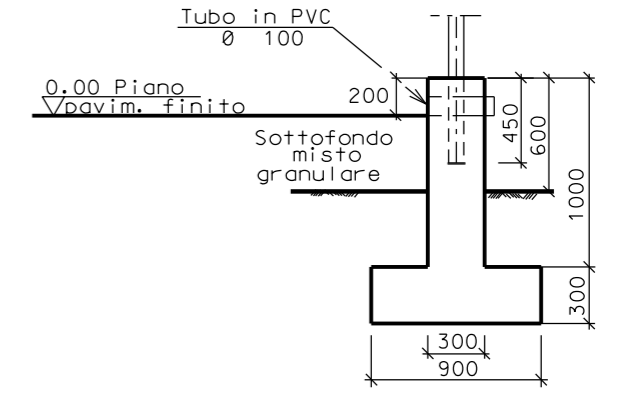 Tubo in PVC
Ø 100
0.00 Piano
pavim. finito
200
Sottofondo
misto
granulare
450
600
1000
300
300
900